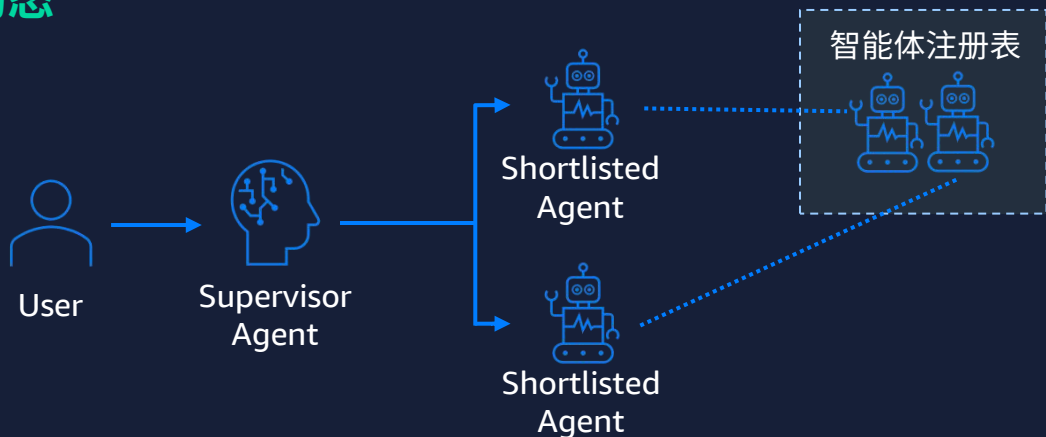 智能体注册表
Shortlisted
Agent
User
Supervisor
Agent
Shortlisted
Agent